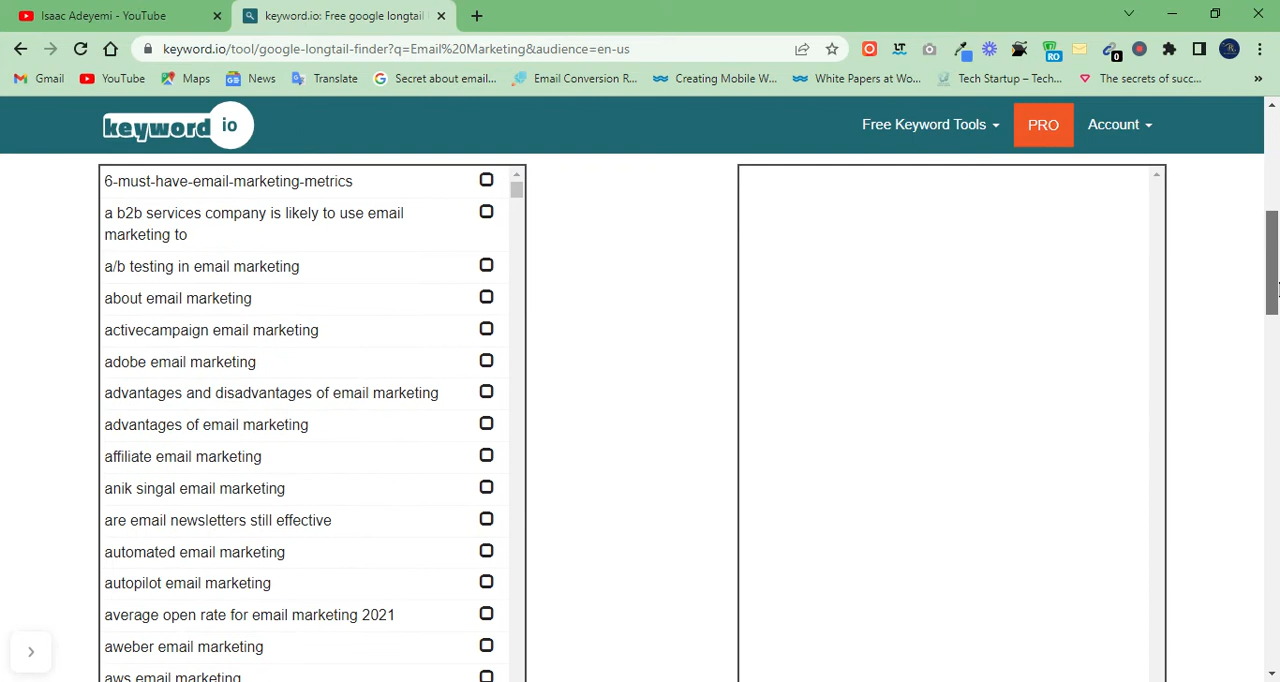 Isaac Adeyemi - YouTube
keyword.io: Free google longtail
keyword.io/tool/google-longtail-finder?q=Email%20Marketing&audience=en-us
LT
RO
0
Gmail
YouTube
Maps
News
Translate
Secret about email...
Email Conversion R...
Creating Mobile W...
White Papers at Wo...
Tech Startup – Tech...
The secrets of succ...
»
keyword io
Free Keyword Tools
PRO
Account
6-must-have-email-marketing-metrics
a b2b services company is likely to use email
marketing to
a/b testing in email marketing
about email marketing
activecampaign email marketing
adobe email marketing
advantages and disadvantages of email marketing
advantages of email marketing
affiliate email marketing
anik singal email marketing
are email newsletters still effective
automated email marketing
autopilot email marketing
average open rate for email marketing 2021
aweber email marketing
aws email marketing